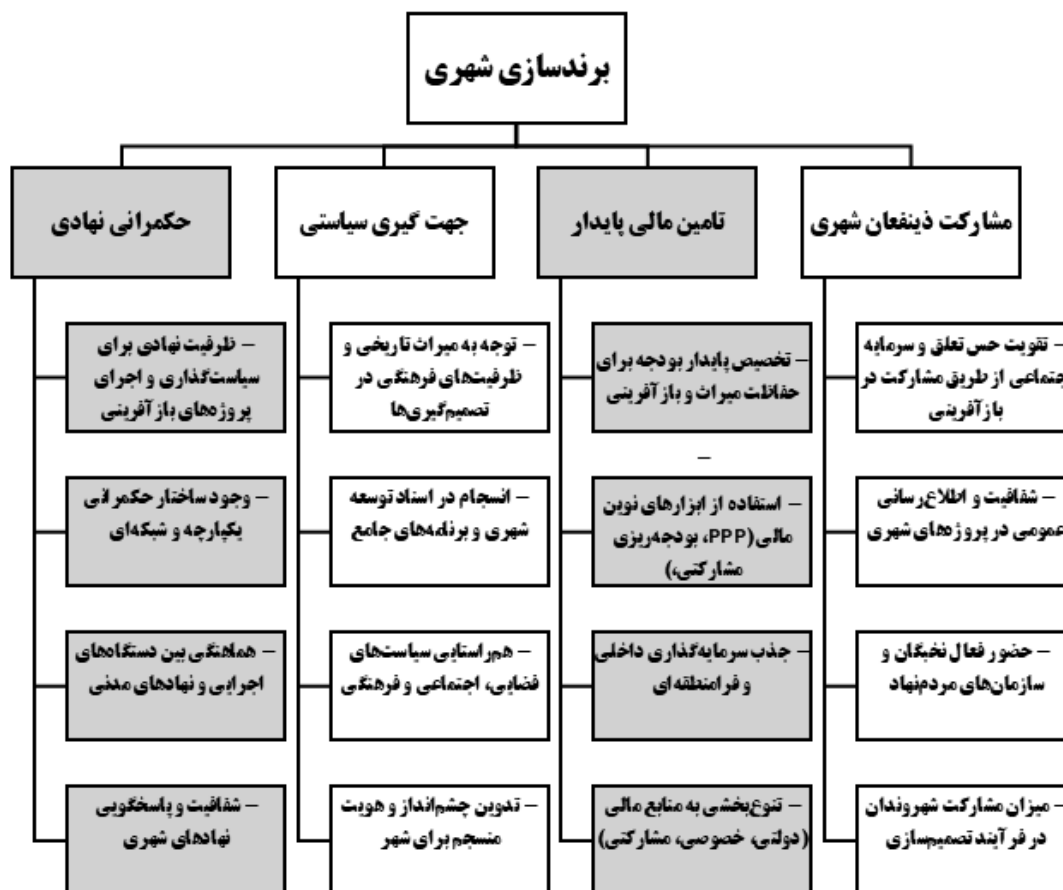 برندسازی شهری
مشارکت ذینفعان شهری
تامین مالی پایدار
جهت گیری سیاستی
حکمرانی نهادی
– تقویت حس تعلق و سرمایه
جتماعی از طریق مشارکت در
بازآفرینی
– شفافیت و اطلاع‌رسانی
عمومی در پروژه‌های شهری
– حضور فعال نخبگان و
سازمان‌های مردم‌نهاد
– میزان مشارکت شهروندان
در فرآیند تصمیم‌سازی
– تخصیص پایدار بودجه برای
حفاظت میراث و بازآفرینی
–
– استفاده از ابزارهای نوین
مالی (PPP، بودجه‌ریزی
مشارکتی،)
– جذب سرمایه‌گذاری داخلی
و فرامنطقه‌ای
– تنوع‌بخشی به منابع مالی
(دولتی، خصوصی، مشارکتی)
– توجه به میراث تاریخی و
ظرفیت‌های فرهنگی در
تصمیم‌گیری‌ها
– انسجام در اسناد توسعه
شهری و برنامه‌های جامع
– هم‌راستایی سیاست‌های
فضایی، اجتماعی و فرهنگی
– تدوین چشم‌انداز و هویت
منسجم برای شهر
– ظرفیت نهادی برای
سیاست‌گذاری و اجرای
پروژه‌های بازآفرینی
– وجود ساختار حکمرانی
یکپارچه و شبکه‌ای
– هماهنگی بین دستگاه‌های
اجرایی و نهادهای مدنی
– شفافیت و پاسخگویی
نهادهای شهری